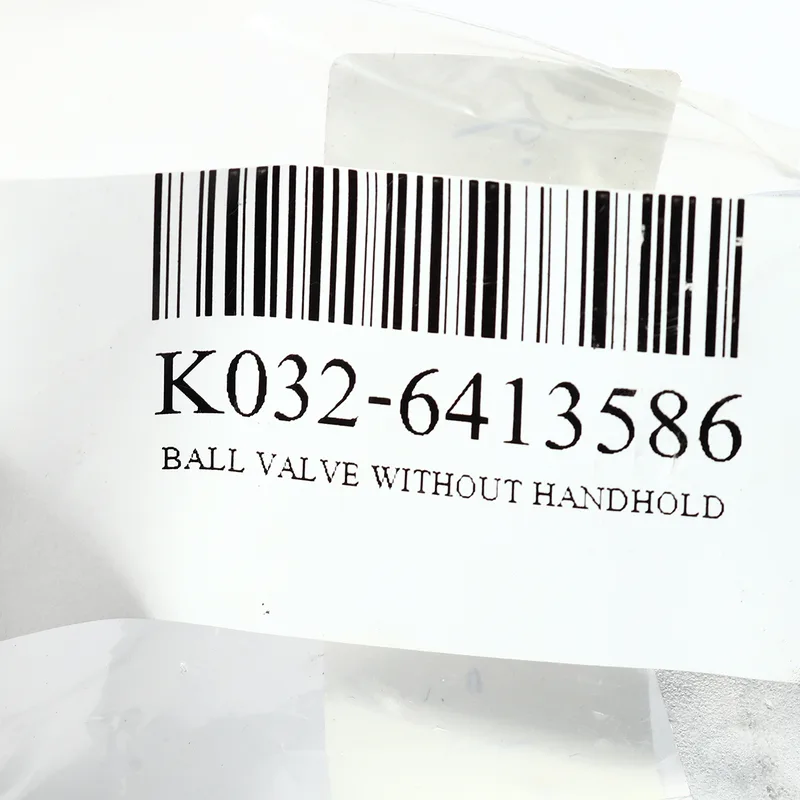 K032-6413586
BALL VALVE WITHOUT HANDHOLD